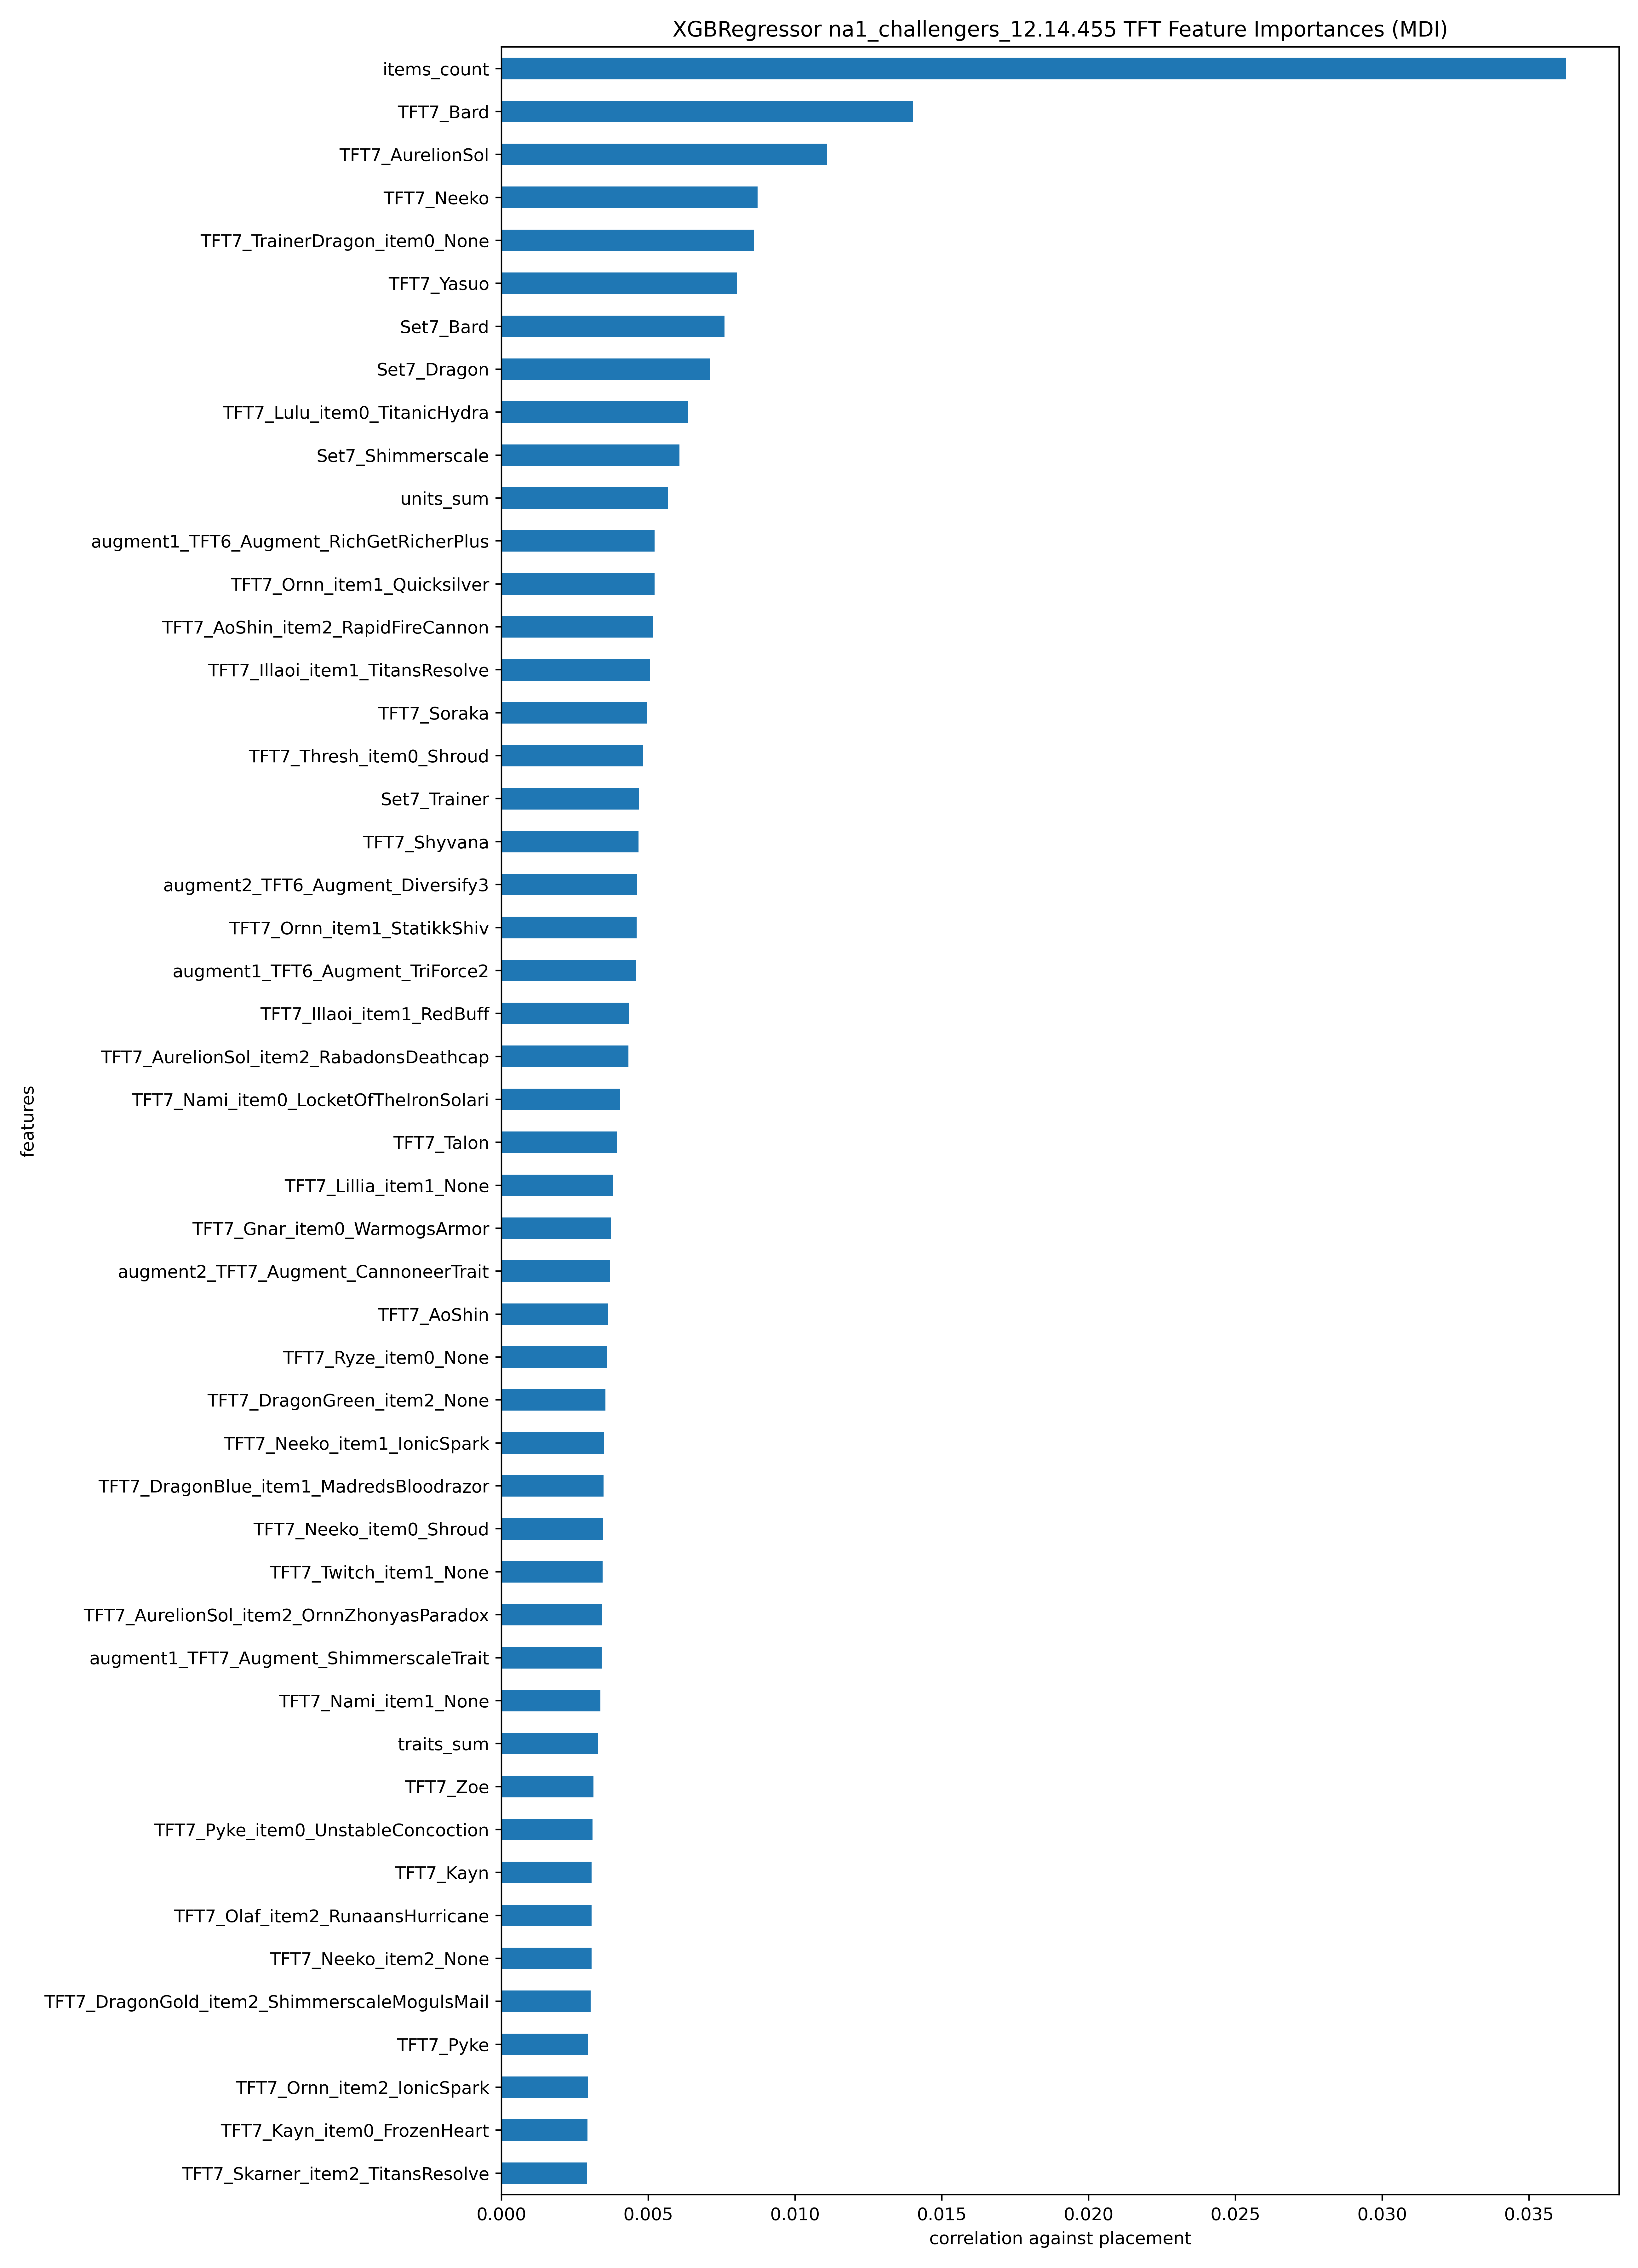 XGBRegressor na1_challengers_12.14.455 TFT Feature Importances (MDI)
items_count
TFT7_Bard
TFT7_AurelionSol
TFT7_Neeko
TFT7_TrainerDragon_item0_None
TFT7_Yasuo
Set7_Bard
Set7_Dragon
TFT7_Lulu_item0_TitanicHydra
Set7_Shimmerscale
units_sum
augment1_TFT6_Augment_RichGetRicherPlus
TFT7_Ornn_item1_Quicksilver
TFT7_AoShin_item2_RapidFireCannon
TFT7_Illaoi_item1_TitansResolve
TFT7_Soraka
TFT7_Thresh_item0_Shroud
Set7_Trainer
TFT7_Shyvana
augment2_TFT6_Augment_Diversify3
TFT7_Ornn_item1_StatikkShiv
augment1_TFT6_Augment_TriForce2
TFT7_Illaoi_item1_RedBuff
TFT7_AurelionSol_item2_RabadonsDeathcap
TFT7_Nami_item0_LocketOfTheIronSolari
TFT7_Talon
TFT7_Lillia_item1_None
TFT7_Gnar_item0_WarmogsArmor
augment2_TFT7_Augment_CannoneerTrait
TFT7_AoShin
TFT7_Ryze_item0_None
TFT7_DragonGreen_item2_None
TFT7_Neeko_item1_IonicSpark
TFT7_DragonBlue_item1_MadredsBloodrazor
TFT7_Neeko_item0_Shroud
TFT7_Twitch_item1_None
TFT7_AurelionSol_item2_OrnnZhonyasParadox
augment1_TFT7_Augment_ShimmerscaleTrait
TFT7_Nami_item1_None
traits_sum
TFT7_Zoe
TFT7_Pyke_item0_UnstableConcoction
TFT7_Kayn
TFT7_Olaf_item2_RunaansHurricane
TFT7_Neeko_item2_None
TFT7_DragonGold_item2_ShimmerscaleMogulsMail
TFT7_Pyke
TFT7_Ornn_item2_IonicSpark
TFT7_Kayn_item0_FrozenHeart
TFT7_Skarner_item2_TitansResolve
features
0.000 0.005 0.010 0.015 0.020 0.025 0.030 0.035
correlation against placement